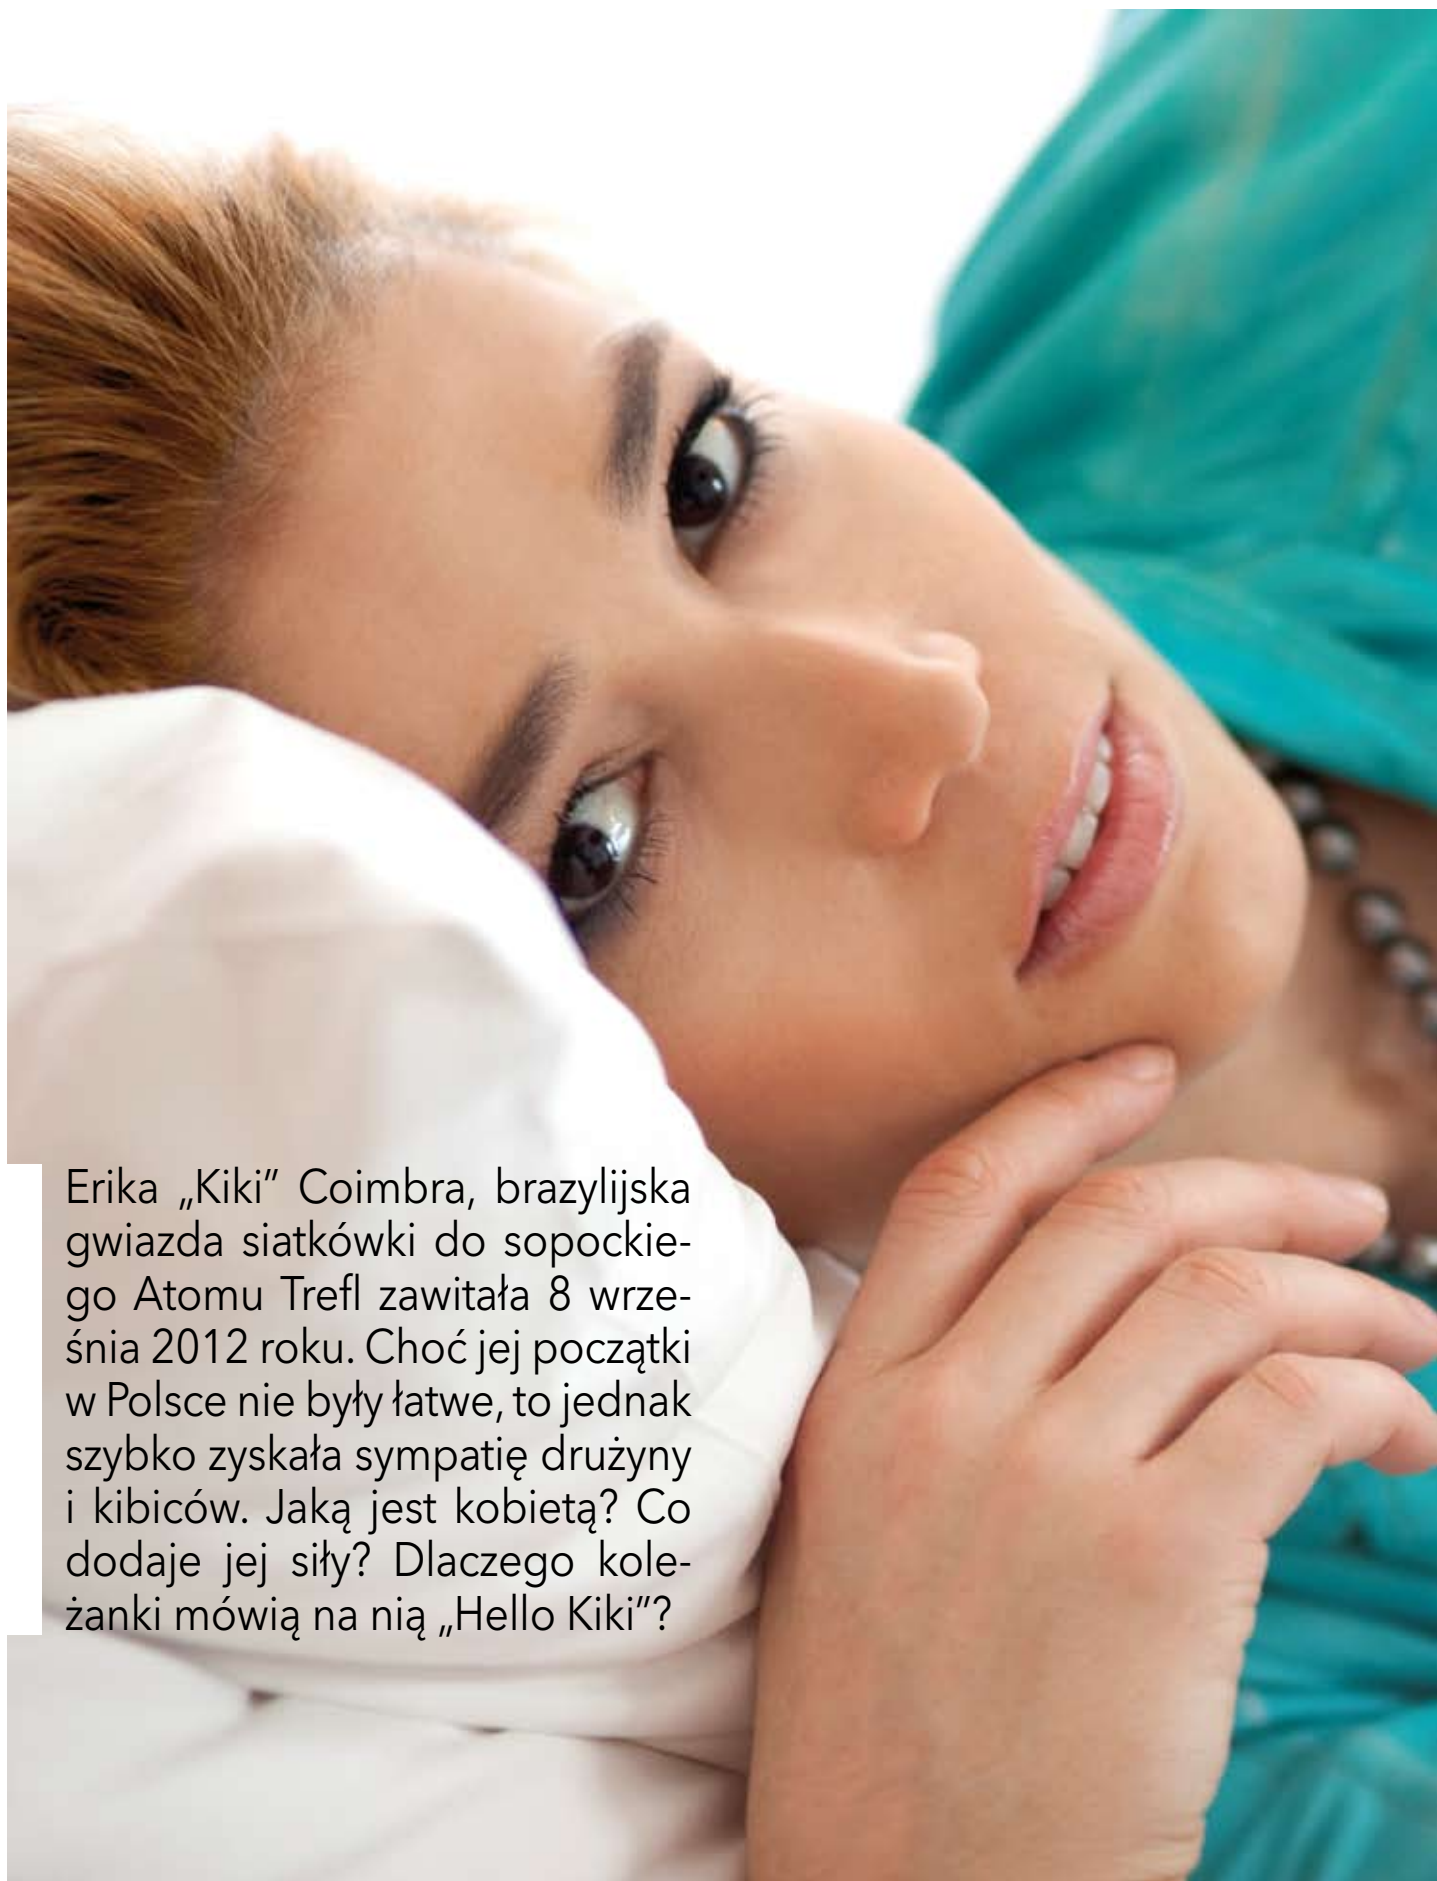 Erika „Kiki” Coimbra, brazylijska
gwiazda siatkówki do sopockie-
go Atomu Trefl zawitała 8 wrze-
śnia 2012 roku. Choć jej początki
w Polsce nie były łatwe, to jednak
szybko zyskała sympatię drużyny
i kibiców. Jaką jest kobietą? Co
dodaje jej siły? Dlaczego kole-
żanki mówią na nią „Hello Kiki”?